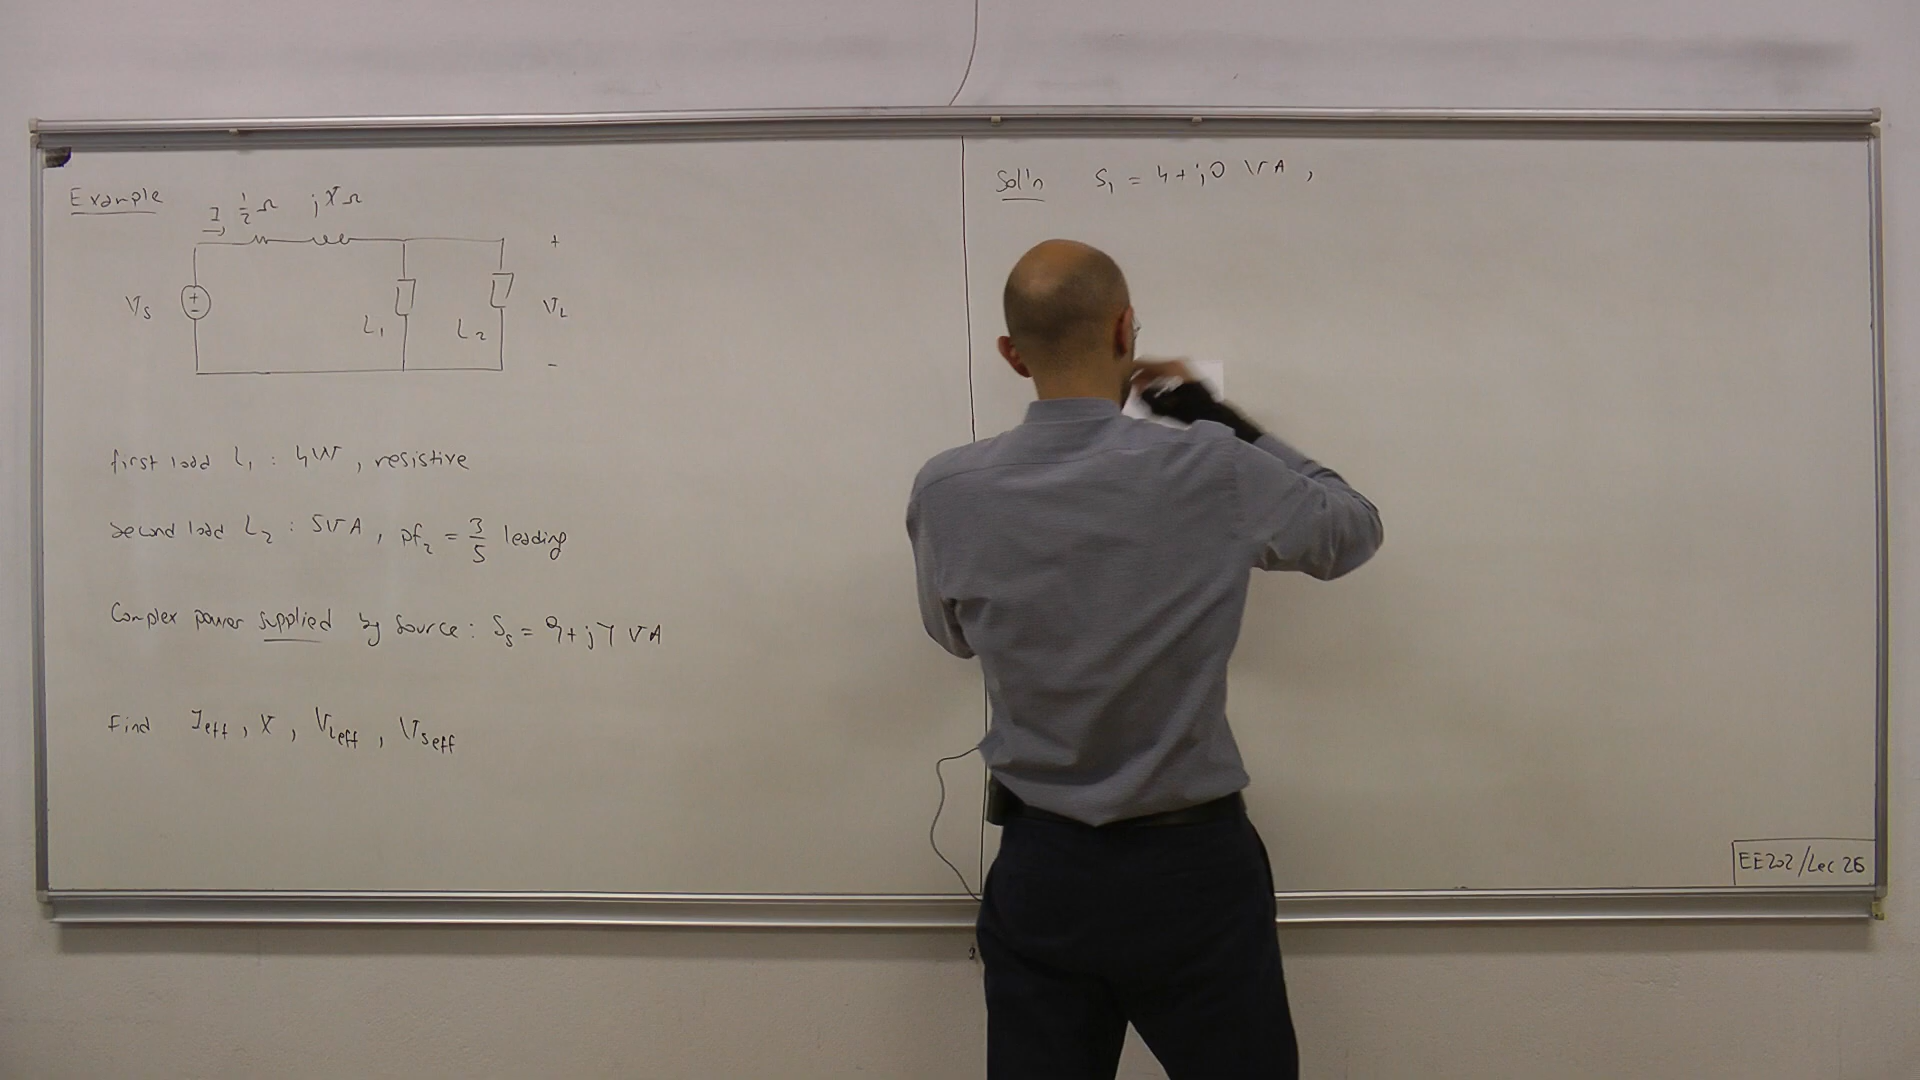 Example
I 1/2 Ω jXΩ
+
Vs + - L1 L2 VL
-
first load L1 : 4W, resistive
second load L2 : 5VA, pf2 = 3/5 leading
Complex power supplied by source: Ss = 9+j7 VA
Find Ieff, X, VLeff, Vseff
Sol'n S1 = 4+j0 VA,
EE202/Lec 26